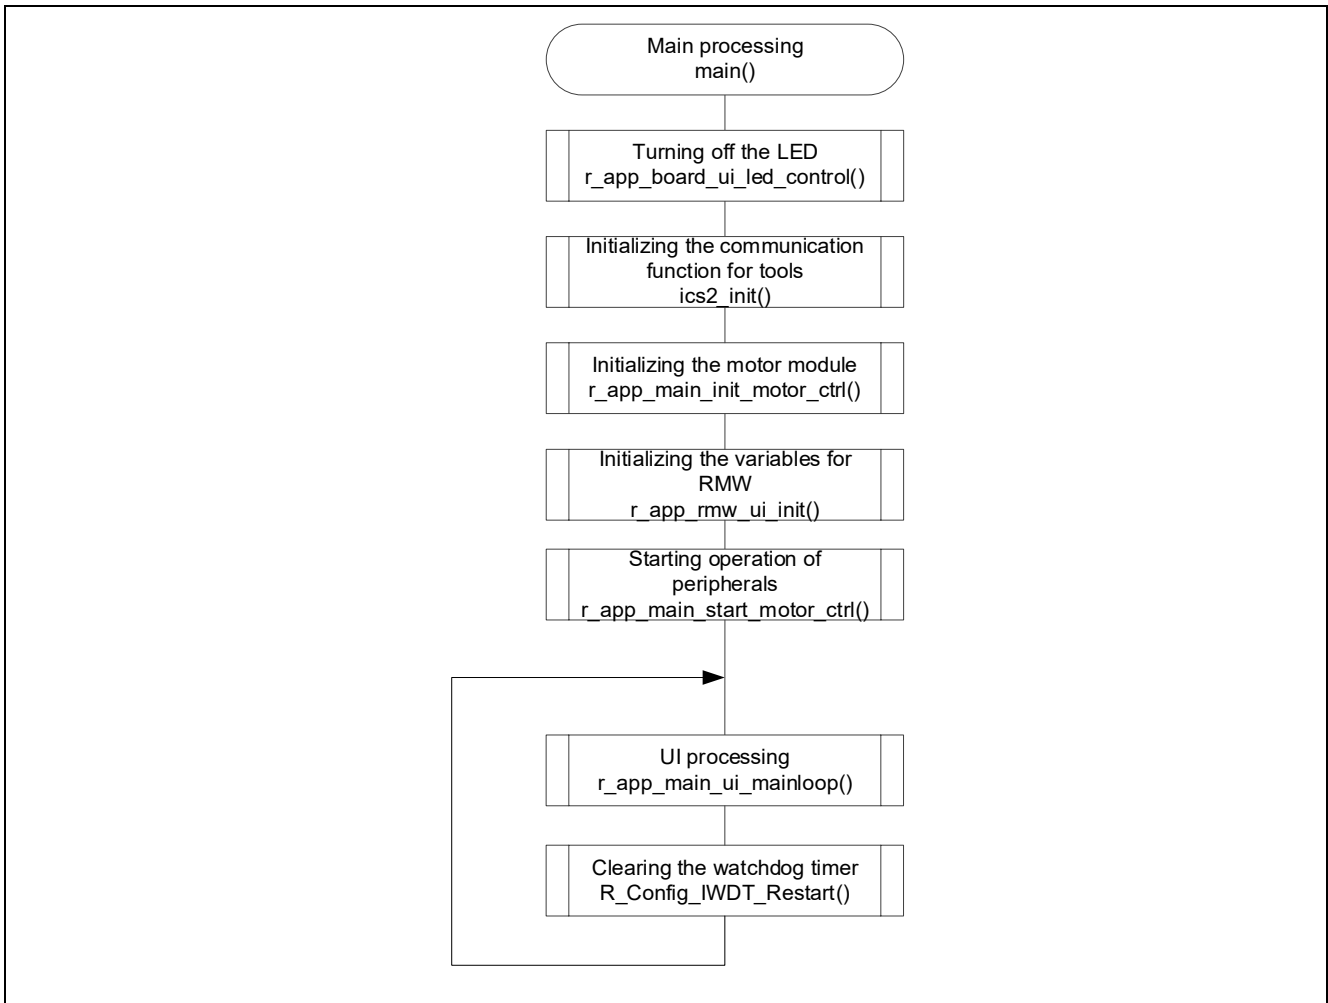 Main processing
main()
Turning off the LED
r_app_board_ui_led_control()
Initializing the communication
function for tools
ics2_init()
Initializing the motor module
r_app_main_init_motor_ctrl()
Initializing the variables for
RMW
r_app_rmw_ui_init()
Starting operation of
peripherals
r_app_main_start_motor_ctrl()
UI processing
r_app_main_ui_mainloop()
Clearing the watchdog timer
R_Config_IWDT_Restart()